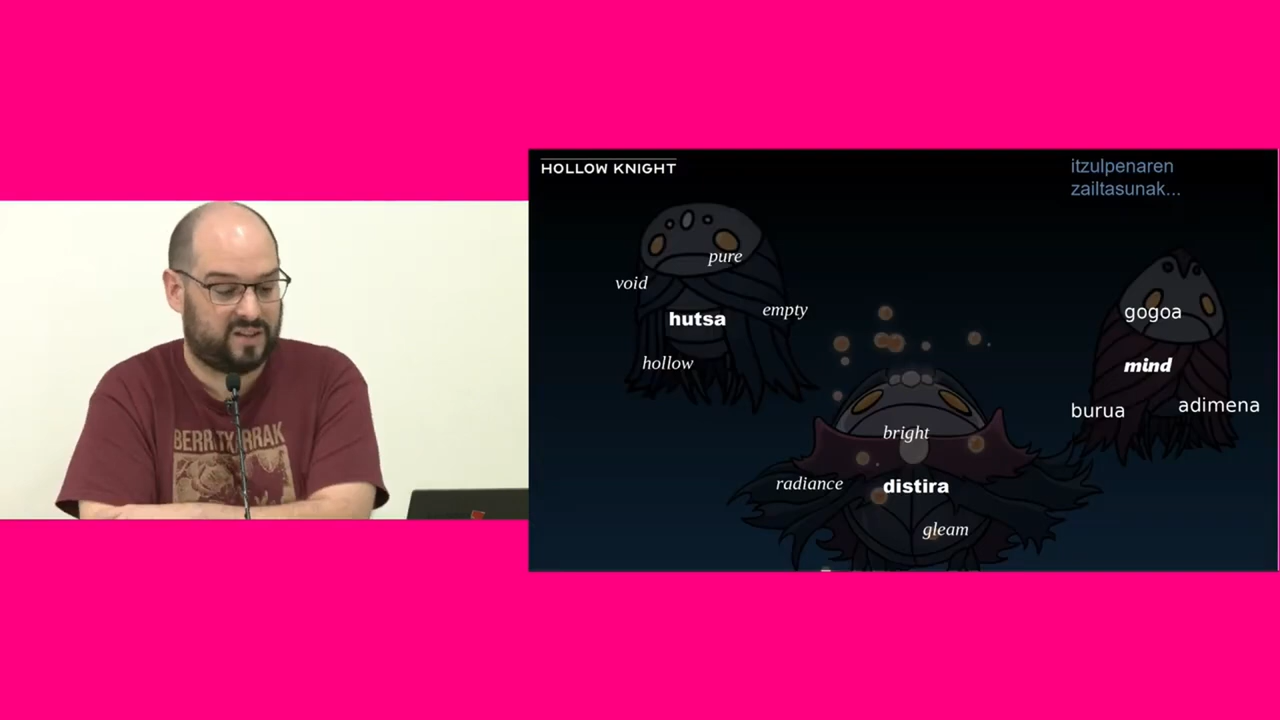 HOLLOW KNIGHT
itzulpenaren
zailtasunak...
pure
void
empty
hutsa
hollow
gogoa
mind
burua
adimena
bright
radiance
distira
gleam